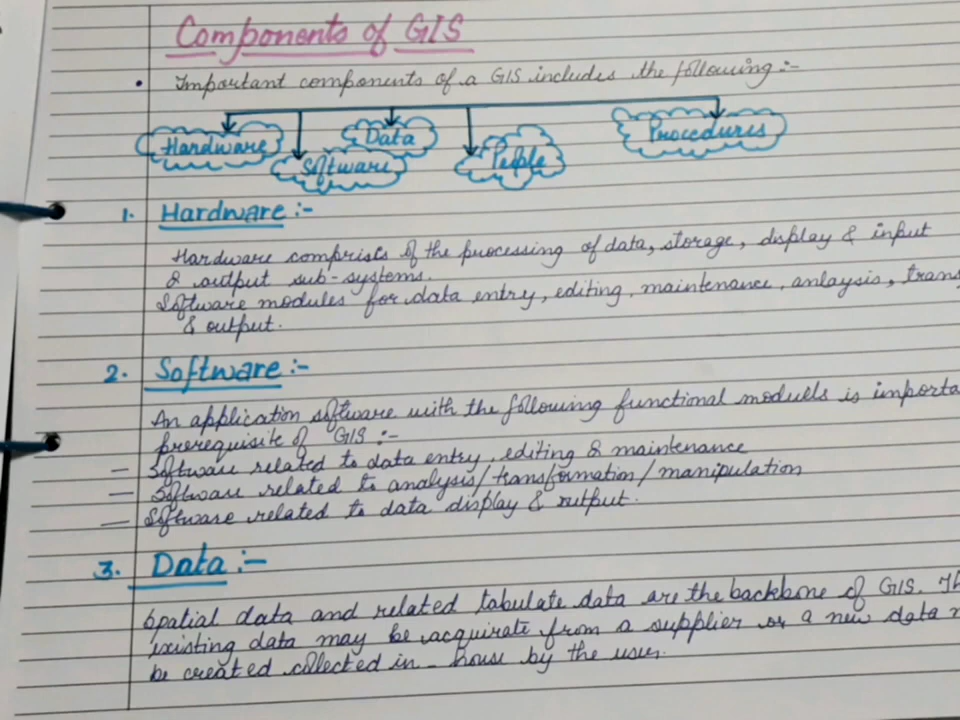 Components of GIS
• Important components of a GIS includes the following :-
Hardware Software Data People Procedures
1. Hardware :-
Hardware comprises of the processing of data, storage, display & input
& output sub-systems.
Software modules for data entry, editing, maintenance, anlaysis, trans
& output.
2. Software :-
An application software with the following functional moduells is importa
prerequisite of GIS :-
— Software related to data entry, editing & maintenance
— Software related to analysis/transformation/manipulation
— Software related to data display & output.
3. Data :-
Spatial data and related tabulate data are the backbone of GIS. Th
existing data may be acquirate from a supplier or a new data m
be created collected in-house by the user.